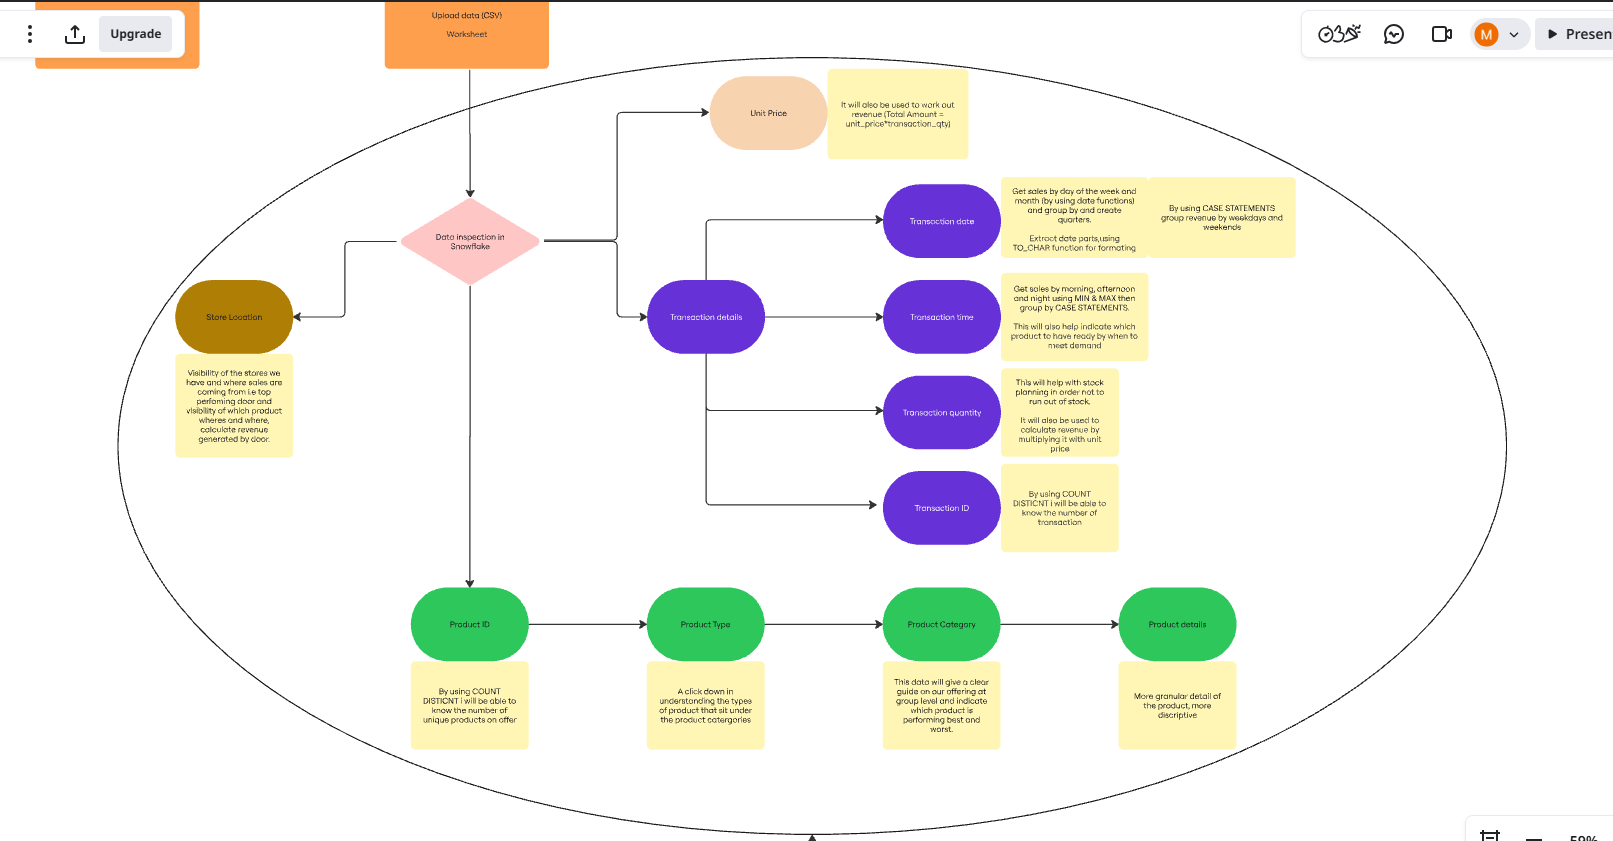 Upload data (CSV)
Worksheet
Upgrade
M
Presen
Unit Price
It will also be used to work out
revenue (Total Amount =
unit_price*transaction_qty)
Data inspection in
Snowflake
Transaction date
Get sales by day of the week and
month (by using date functions)
and group by and create
quarters.
Extract date parts,using
TO_CHAR function for formating
By using CASE STATEMENTS
group revenue by weekdays and
weekends
Store Location
Transaction details
Transaction time
Get sales by morning, afternoon
and night using MIN & MAX then
group by CASE STATEMENTS.
This will also help indicate which
product to have ready by when to
meet demand
Visibility of the stores we
have and where sales are
coming from i.e top
perfoming door and
visibility of which product
wheres and where,
calculate revenue
generated by door.
Transaction quantity
This will help with stock
planning in order not to
run out of stock.
It will also be used to
calculate revenue by
multiplying it with unit
price
Transaction ID
By using COUNT
DISTICNT i will be able to
know the number of
transaction
Product ID
Product Type
Product Category
Product details
By using COUNT
DISTICNT i will be able to
know the number of
unique products on offer
A click down in
understanding the types
of product that sit under
the product catergories
This data will give a clear
guide on our offering at
group level and indicate
which product is
performing best and
worst.
More granular detail of
the product, more
discriptive
59%